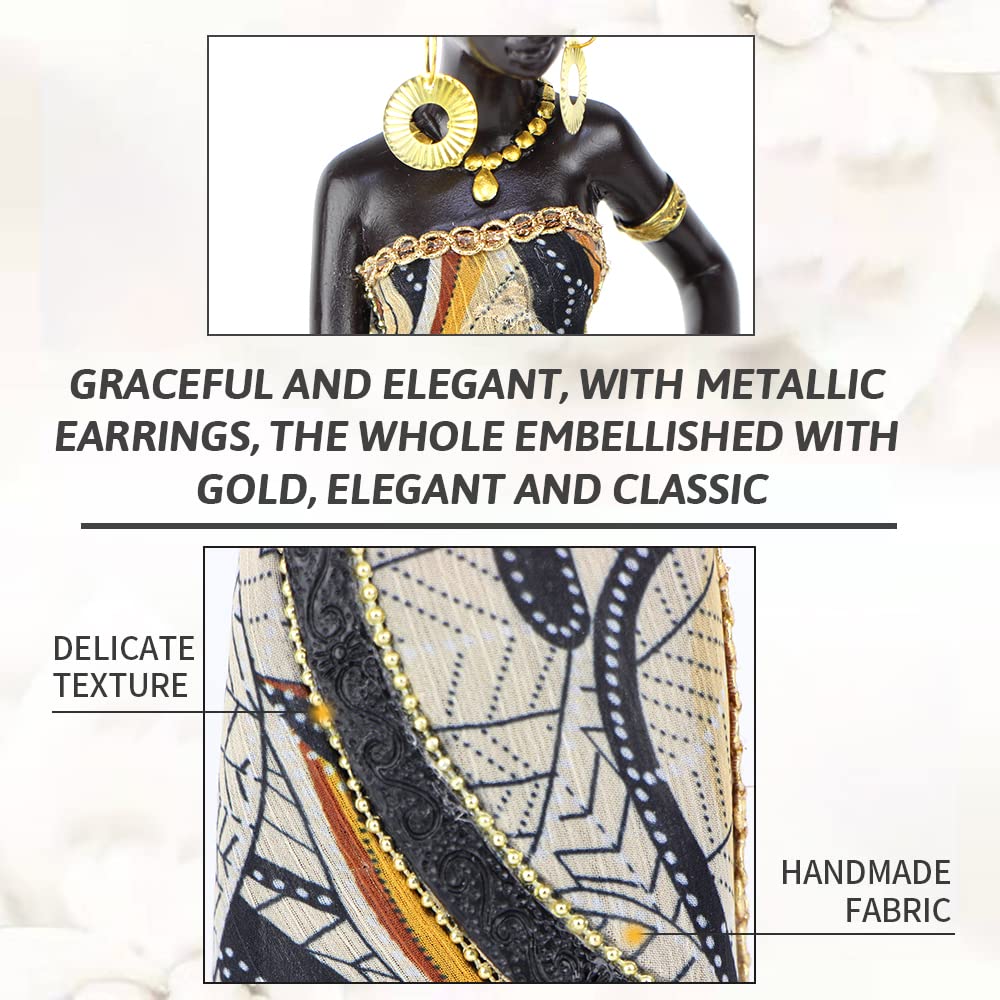 GRACEFUL AND ELEGANT, WITH METALLIC
EARRINGS, THE WHOLE EMBELLISHED WITH
GOLD, ELEGANT AND CLASSIC
DELICATE
TEXTURE
HANDMADE
FABRIC